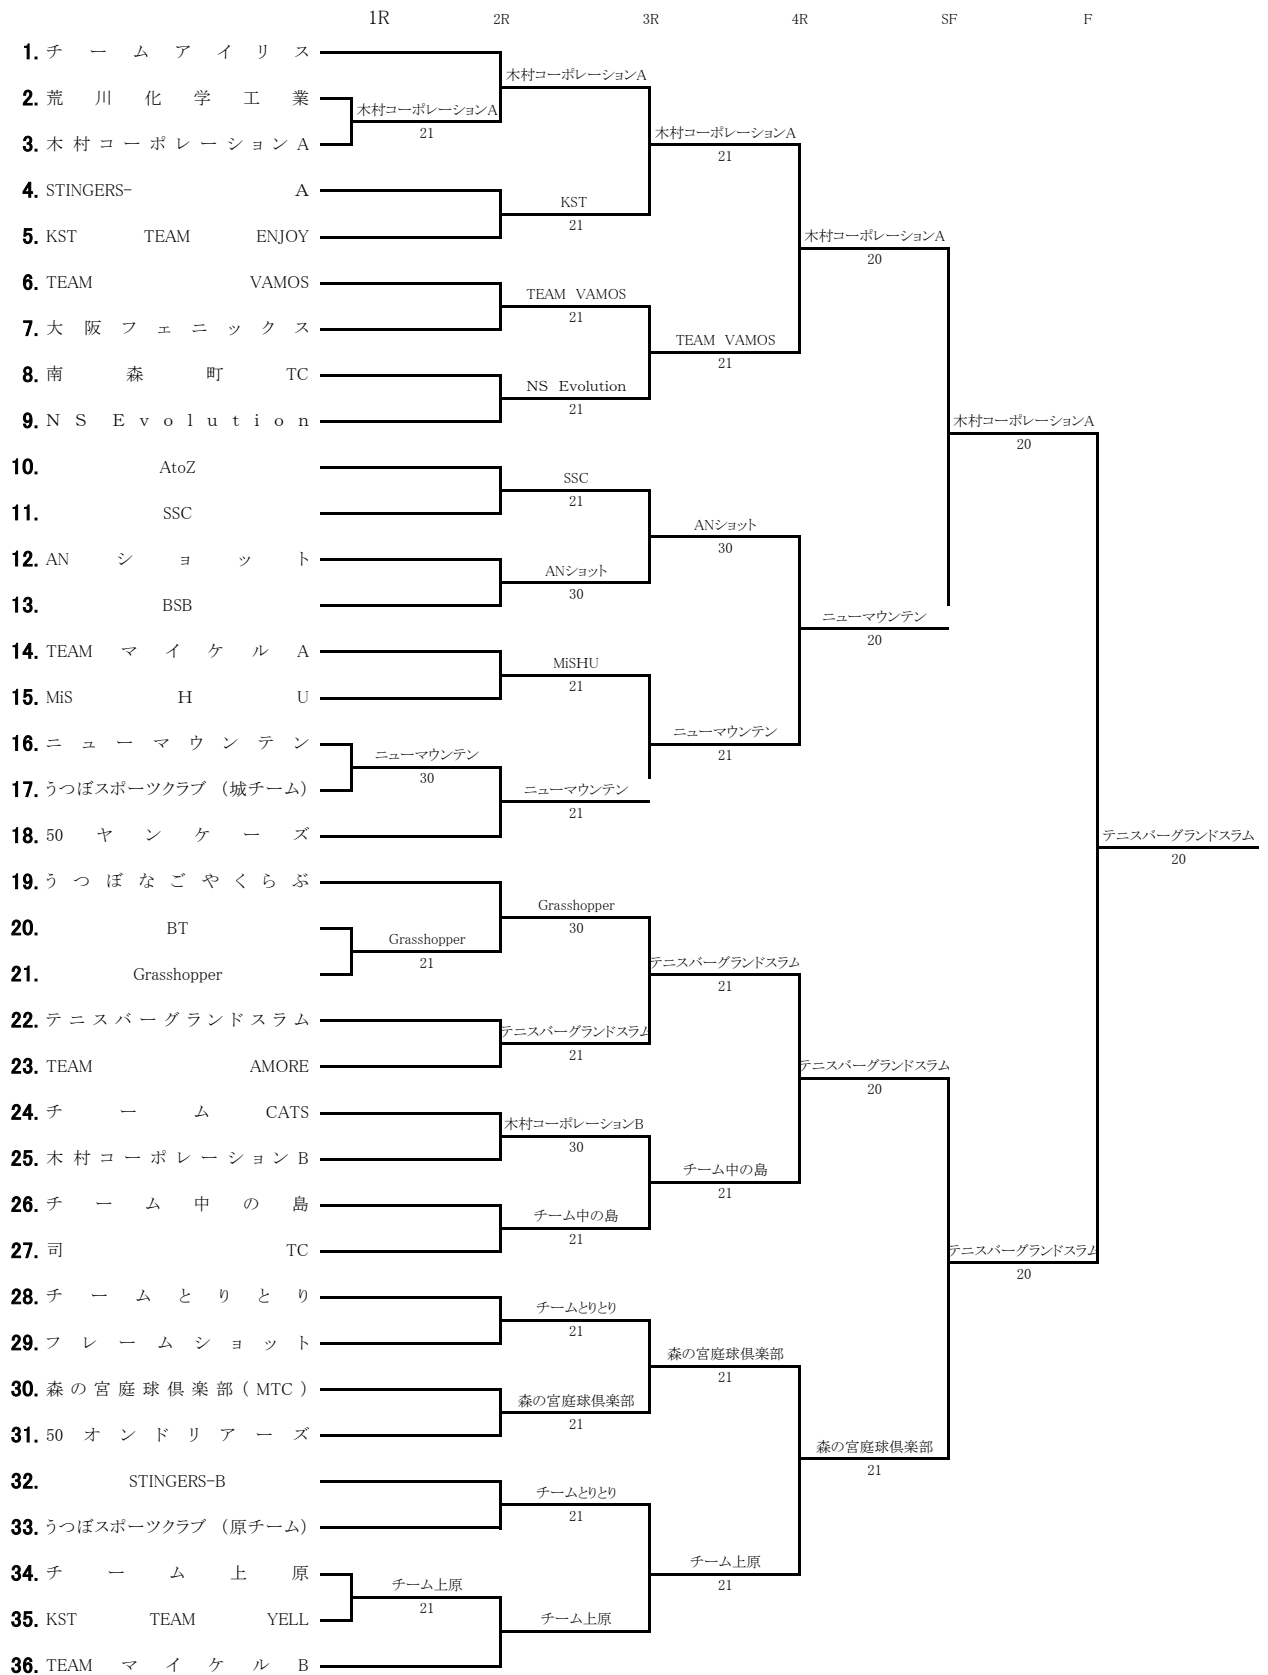 1R 2R 3R 4R SF F
1. チームアイリス
木村コーポレーションA
2. 荒川化学工業
木村コーポレーションA
21
木村コーポレーションA
21
3. 木村コーポレーションA
4. STINGERS- A
KST
21
5. KST TEAM ENJOY
木村コーポレーションA
20
6. TEAM VAMOS
TEAM VAMOS
21
7. 大阪フェニックス
TEAM VAMOS
21
8. 南森町TC
NS Evolution
21
9. NS Evolution
木村コーポレーションA
20
10. AtoZ
SSC
21
11. SSC
ANショット
30
12. ANショット
ANショット
30
13. BSB
ニューマウンテン
20
14. TEAMマイケルA
MiSHU
21
15. MiS H U
16. ニューマウンテン
ニューマウンテン
21
ニューマウンテン
30
17. うつぼスポーツクラブ（城チーム）
ニューマウンテン
21
18. 50ヤンケーズ
テニスバーグランドスラム
20
19. うつぼなごやくらぶ
Grasshopper
30
20. BT
Grasshopper
21
21. Grasshopper
テニスバーグランドスラム
21
22. テニスバーグランドスラム
テニスバーグランドスラム
21
23. TEAM AMORE
テニスバーグランドスラム
20
24. チームCATS
木村コーポレーションB
30
25. 木村コーポレーションB
チーム中の島
21
26. チーム中の島
チーム中の島
21
27. 司 TC
テニスバーグランドスラム
20
28. チームとりとり
チームとりとり
21
29. フレームショット
森の宮庭球倶楽部
21
30. 森の宮庭球倶楽部(MTC)
森の宮庭球倶楽部
21
31. 50オンドリアーズ
森の宮庭球倶楽部
21
32. STINGERS-B
チームとりとり
21
33. うつぼスポーツクラブ（原チーム）
チーム上原
21
34. チーム上原
チーム上原
21
35. KST TEAM YELL
チーム上原
36. TEAMマイケルB